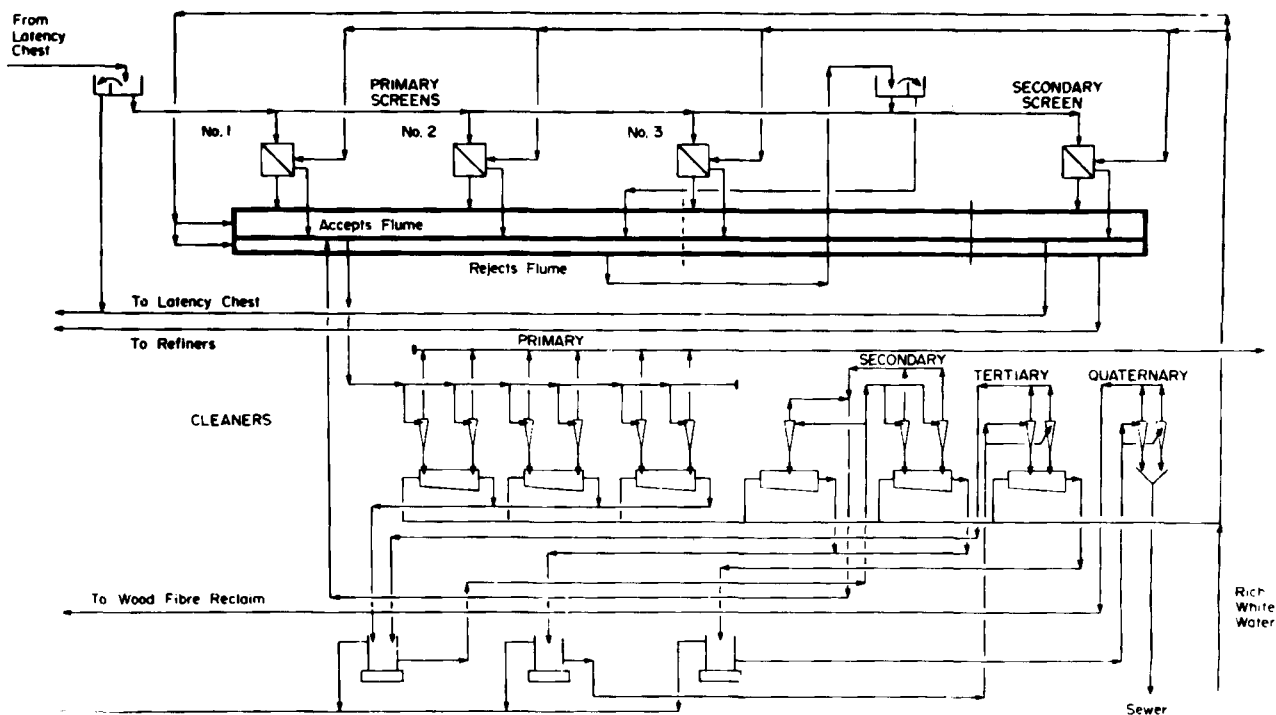 From
Latency
Chest
PRIMARY
SCREENS
SECONDARY
SCREEN
No. 1
No. 2
No. 3
Accepts Flume
Rejects Flume
To Latency Chest
To Refiners
PRIMARY
SECONDARY
TERTIARY
QUATERNARY
CLEANERS
To Wood Fibre Reclaim
Rich
White
Water
Sewer